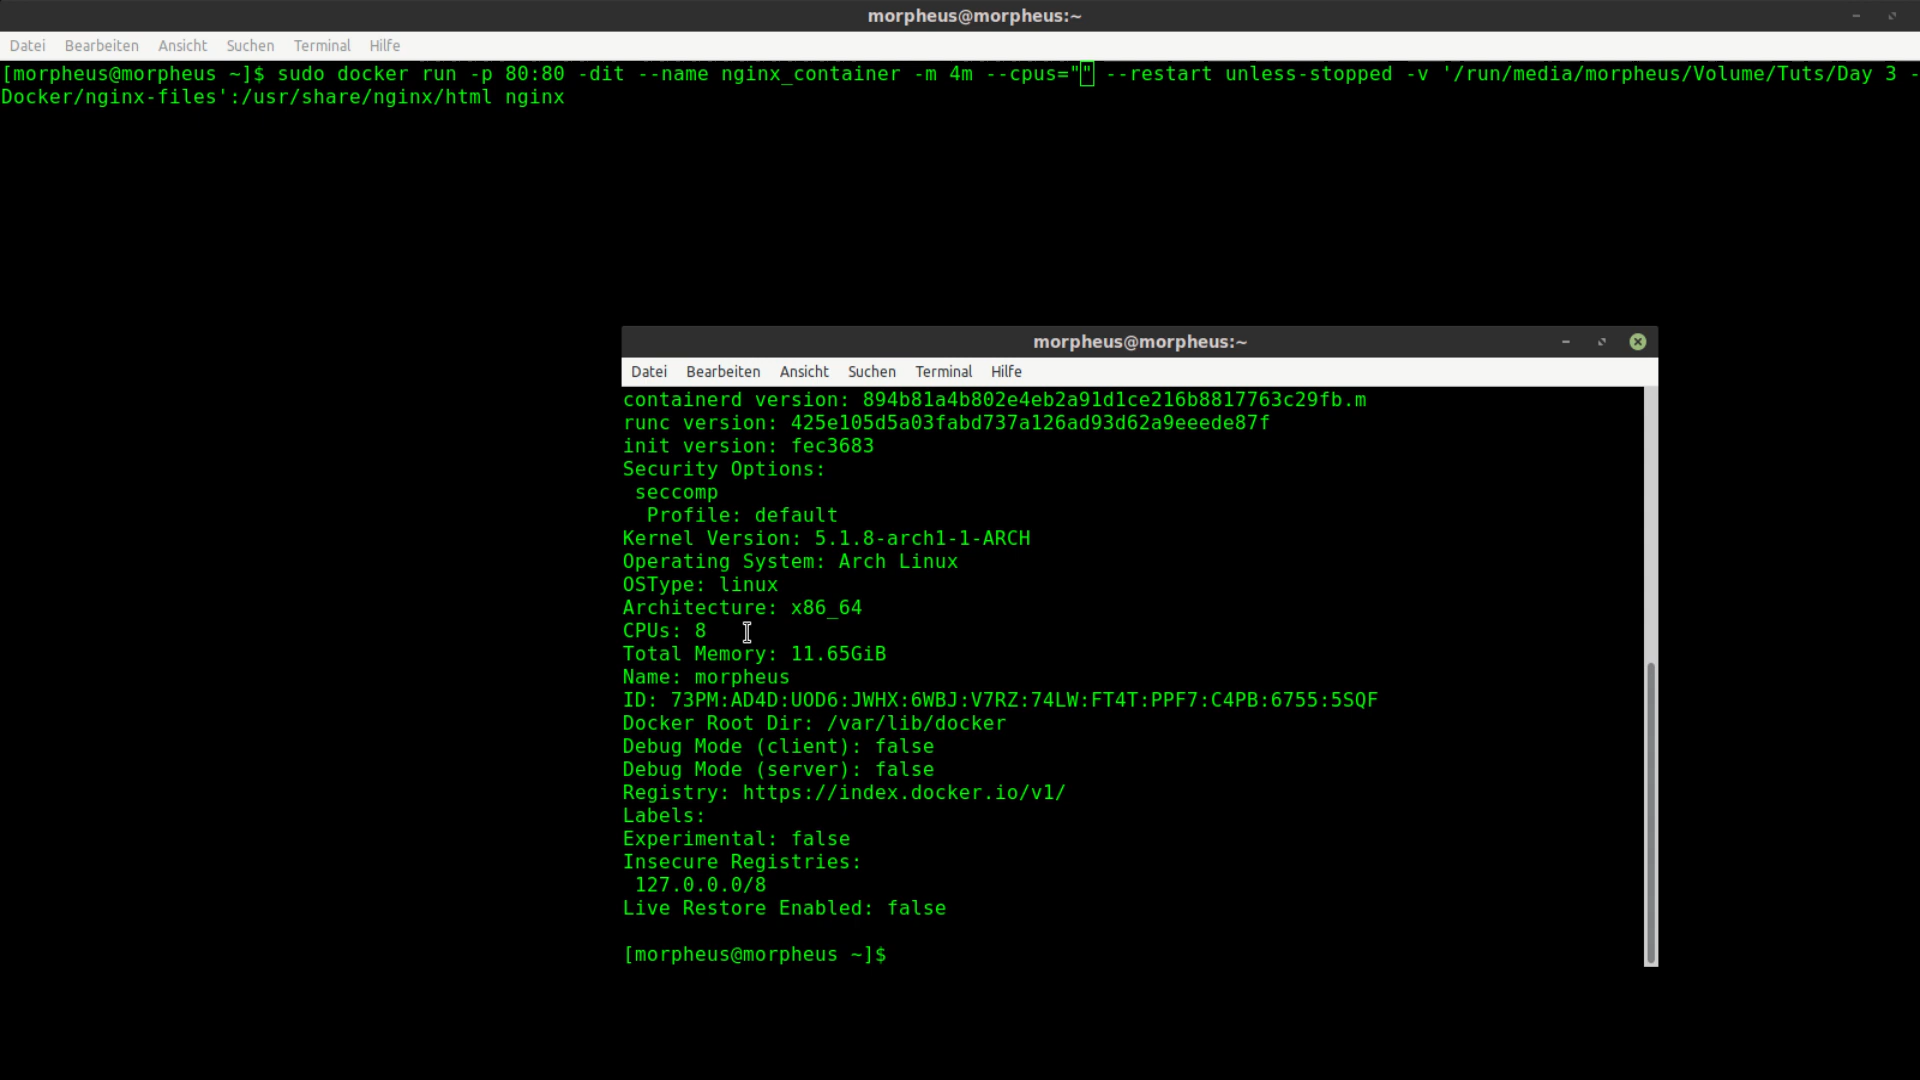 morpheus@morpheus:~
Datei Bearbeiten Ansicht Suchen Terminal Hilfe
[morpheus@morpheus ~]$ sudo docker run -p 80:80 -dit --name nginx_container -m 4m --cpus="" --restart unless-stopped -v '/run/media/morpheus/Volume/Tuts/Day 3 -
Docker/nginx-files':/usr/share/nginx/html nginx
morpheus@morpheus:~
Datei Bearbeiten Ansicht Suchen Terminal Hilfe
containerd version: 894b81a4b802e4eb2a91d1ce216b8817763c29fb.m
runc version: 425e105d5a03fabd737a126ad93d62a9eeede87f
init version: fec3683
Security Options:
seccomp
Profile: default
Kernel Version: 5.1.8-arch1-1-ARCH
Operating System: Arch Linux
OSType: linux
Architecture: x86_64
CPUs: 8
Total Memory: 11.65GiB
Name: morpheus
ID: 73PM:AD4D:UOD6:JWHX:6WBJ:V7RZ:74LW:FT4T:PPF7:C4PB:6755:5SQF
Docker Root Dir: /var/lib/docker
Debug Mode (client): false
Debug Mode (server): false
Registry: https://index.docker.io/v1/
Labels:
Experimental: false
Insecure Registries:
127.0.0.0/8
Live Restore Enabled: false
[morpheus@morpheus ~]$